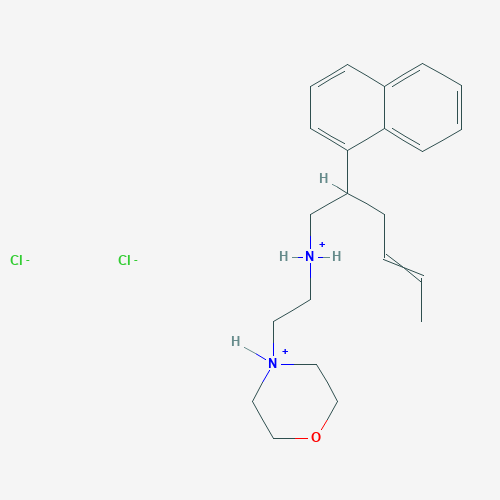 H
H N + H
Cl - Cl -
H N +
O